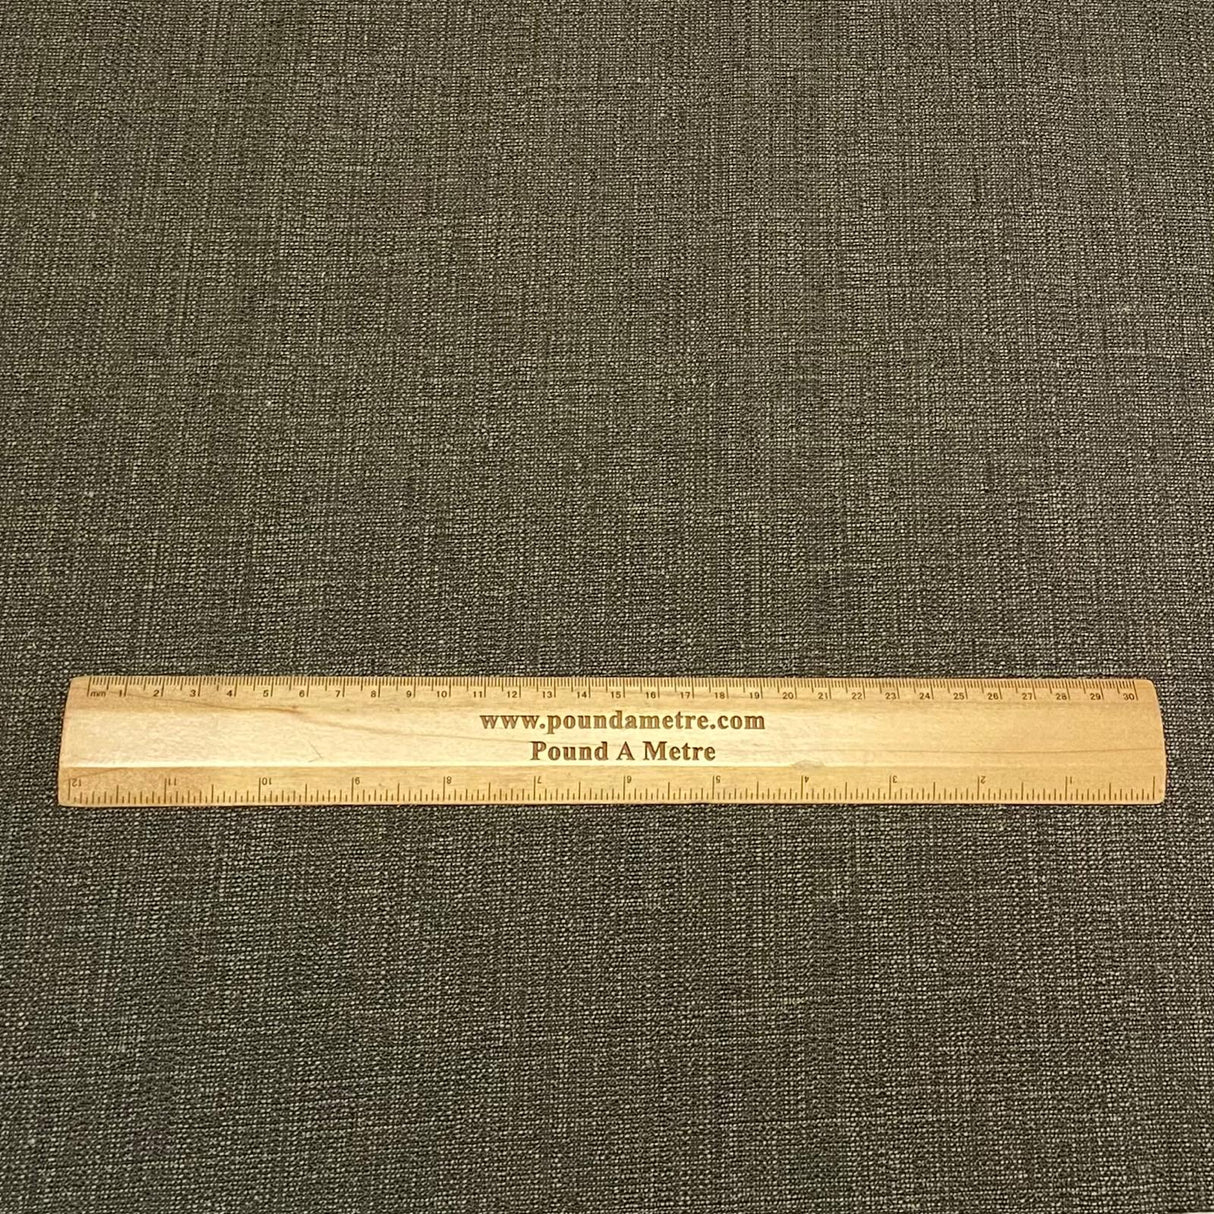 mm 1 2 3 4 5 6 7 8 9 10 11 12 13 14 15 16 17 18 19 20 21 22 23 24 25 26 27 28 29 30
www.poundametre.com
Pound A Metre
12 11 10 9 8 7 6 5 4 3 2 1